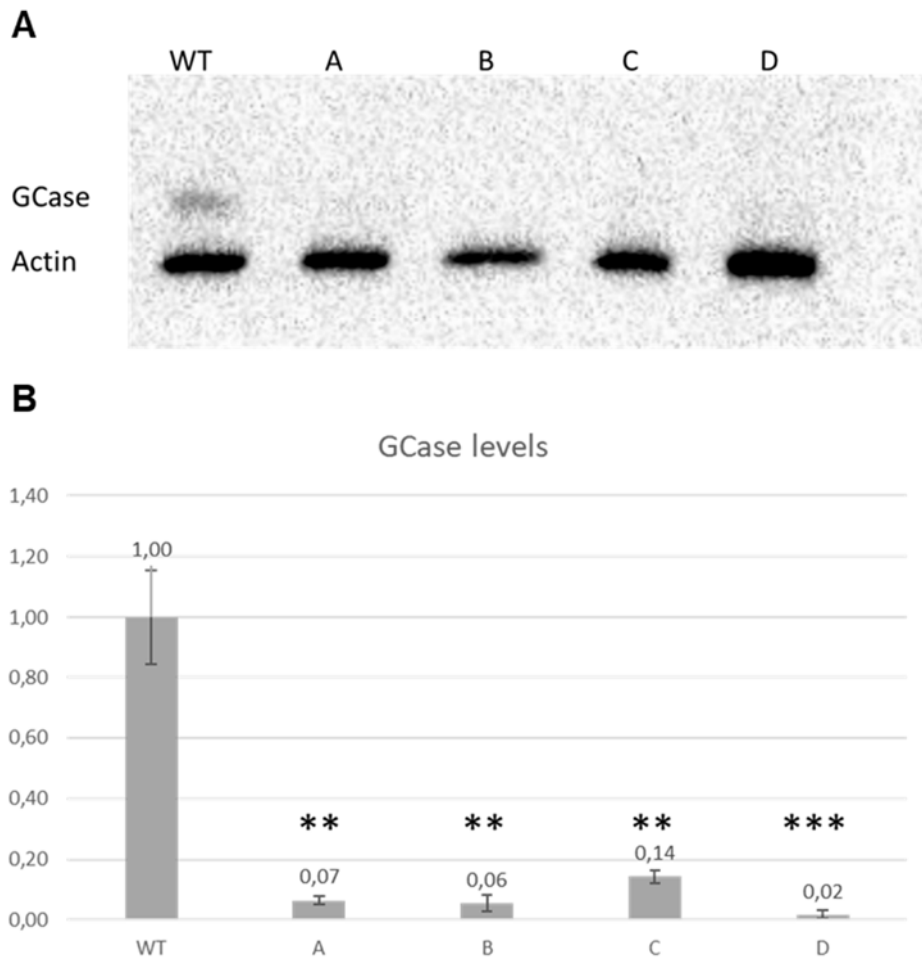 A
WT A B C D
GCase
Actin
B
GCase levels
1,40
1,20
1,00
0,80
0,60
0,40
0,20
0,00
1,00
** ** ** ***
0,07 0,06 0,14 0,02
WT A B C D